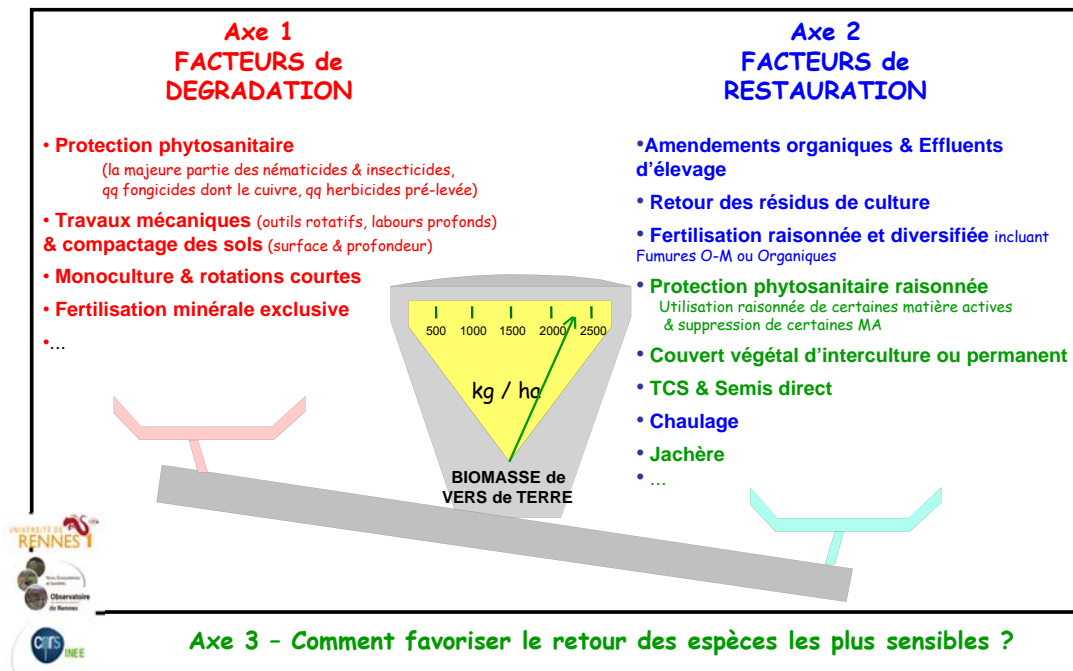 Axe 1
FACTEURS de
DEGRADATION
• Protection phytosanitaire
(la majeure partie des nématicides & insecticides,
qq fongicides dont le cuivre, qq herbicides pré-levée)
• Travaux mécaniques (outils rotatifs, labours profonds)
& compactage des sols (surface & profondeur)
• Monoculture & rotations courtes
• Fertilisation minérale exclusive
•...
Axe 2
FACTEURS de
RESTAURATION
•Amendements organiques & Effluents
d'élevage
• Retour des résidus de culture
• Fertilisation raisonnée et diversifiée incluant
Fumures O-M ou Organiques
• Protection phytosanitaire raisonnée
Utilisation raisonnée de certaines matière actives
& suppression de certaines MA
• Couvert végétal d'interculture ou permanent
• TCS & Semis direct
• Chaulage
• Jachère
• ...
500 1000 1500 2000 2500
kg / ha
BIOMASSE de
VERS de TERRE
UNIVERSITÉ DE
RENNES 1
Observatoire
de Rennes
cnrs
INEE
Axe 3 – Comment favoriser le retour des espèces les plus sensibles ?